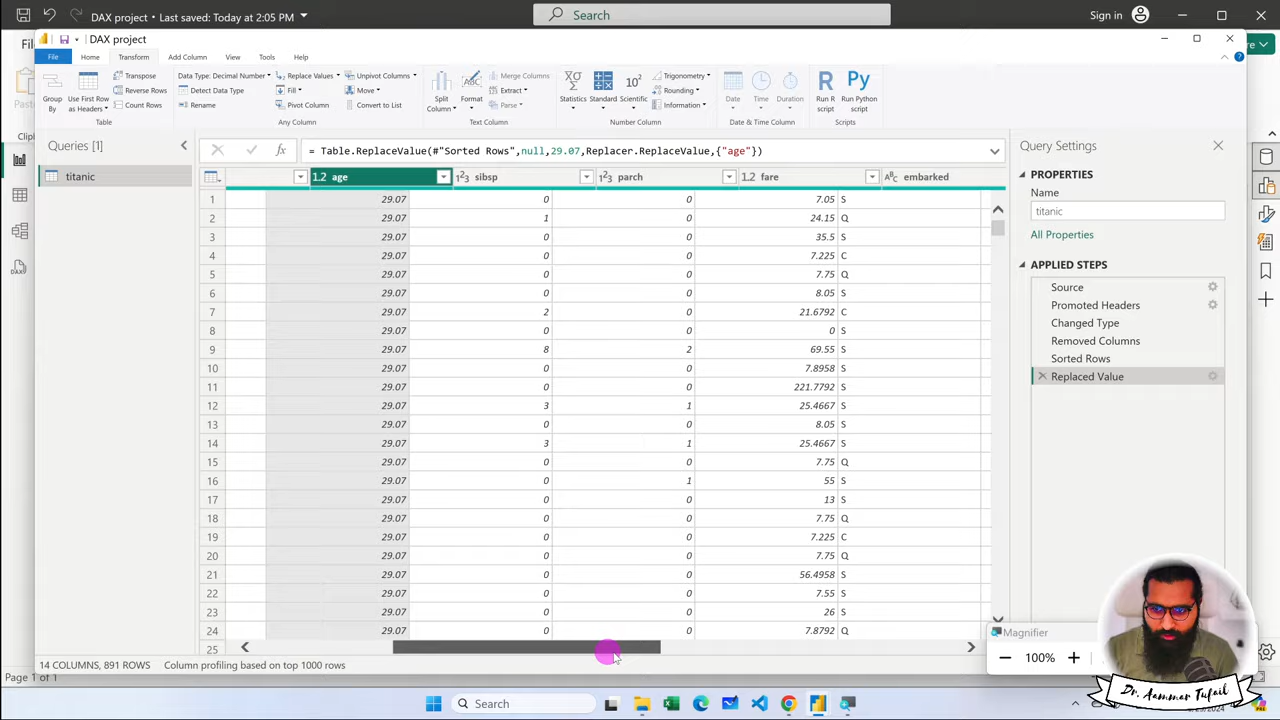 DAX project • Last saved: Today at 2:05 PM
Search
Sign in
DAX project
File
Home
Transform
Add Column
View
Tools
Help
Group By
Use First Row as Headers
Transpose
Reverse Rows
Count Rows
Table
Data Type: Decimal Number
Detect Data Type
Rename
Replace Values
Fill
Pivot Column
Unpivot Columns
Move
Convert to List
Any Column
Split Column
Format
Merge Columns
Extract
Parse
Text Column
Statistics
Standard
Scientific
Trigonometry
Rounding
Information
Number Column
Date
Time
Duration
Date & Time Column
Run R script
Run Python script
Scripts
Queries [1]
titanic
= Table.ReplaceValue(#"Sorted Rows",null,29.07,Replacer.ReplaceValue,{"age"})
1.2 age 1²3 sibsp 1²3 parch 1.2 fare ABC embarked
1 29.07 0 0 7.05 S
2 29.07 1 0 24.15 Q
3 29.07 0 0 35.5 S
4 29.07 0 0 7.225 C
5 29.07 0 0 7.75 Q
6 29.07 0 0 8.05 S
7 29.07 2 0 21.6792 C
8 29.07 0 0 0 S
9 29.07 8 2 69.55 S
10 29.07 0 0 7.8958 S
11 29.07 0 0 221.7792 S
12 29.07 3 1 25.4667 S
13 29.07 0 0 8.05 S
14 29.07 3 1 25.4667 S
15 29.07 0 0 7.75 Q
16 29.07 0 1 55 S
17 29.07 0 0 13 S
18 29.07 0 0 7.75 Q
19 29.07 0 0 7.225 C
20 29.07 0 0 7.75 Q
21 29.07 0 0 56.4958 S
22 29.07 0 0 7.55 S
23 29.07 0 0 26 S
24 29.07 0 0 7.8792 Q
25
Query Settings
PROPERTIES
Name
titanic
All Properties
APPLIED STEPS
Source
Promoted Headers
Changed Type
Removed Columns
Sorted Rows
Replaced Value
14 COLUMNS, 891 ROWS
Column profiling based on top 1000 rows
Page 1 of 1
Magnifier
100%
Search
Dr. Aammar Tufail